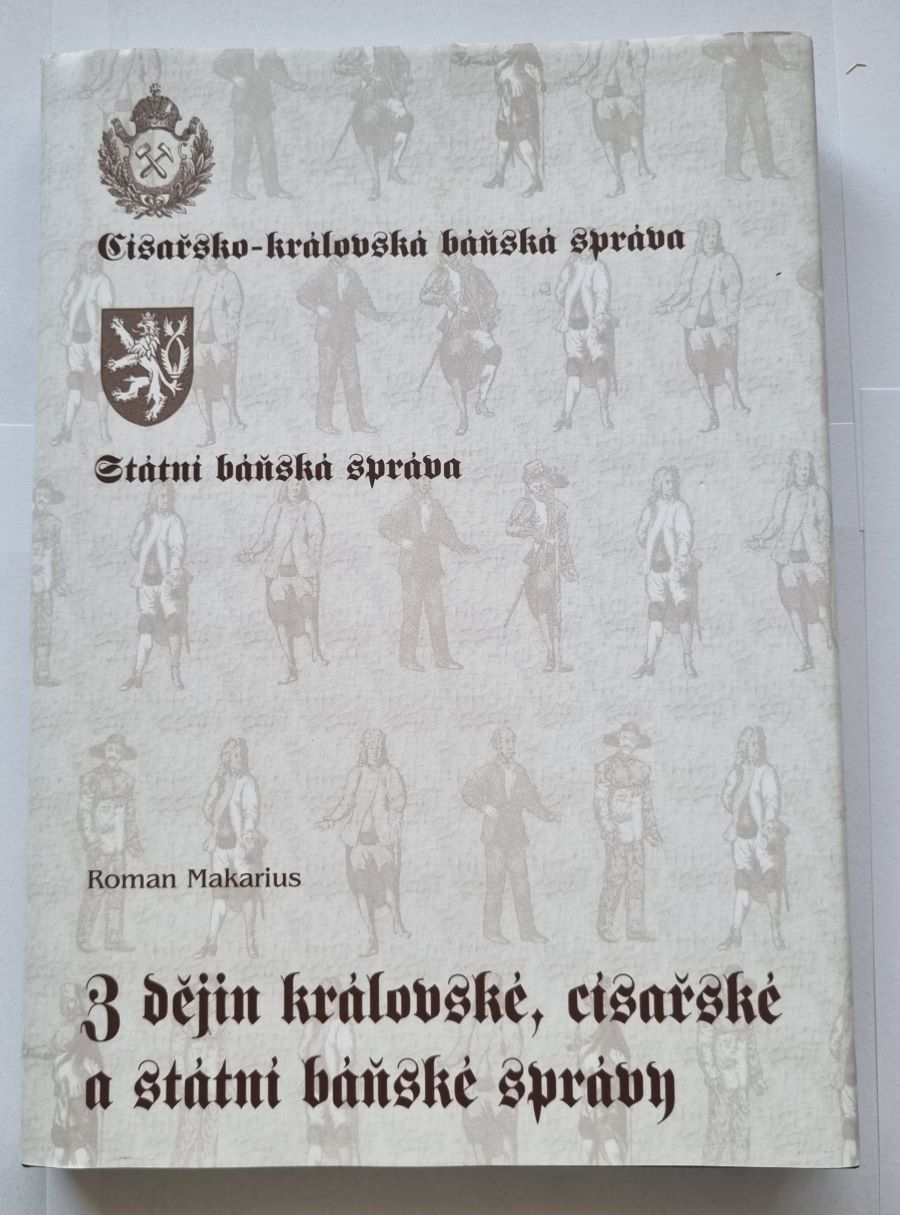 Císařsko-královská báňská správa
Státní báňská správa
Roman Makarius
Z dějin královské, císařské
a státní báňské správy